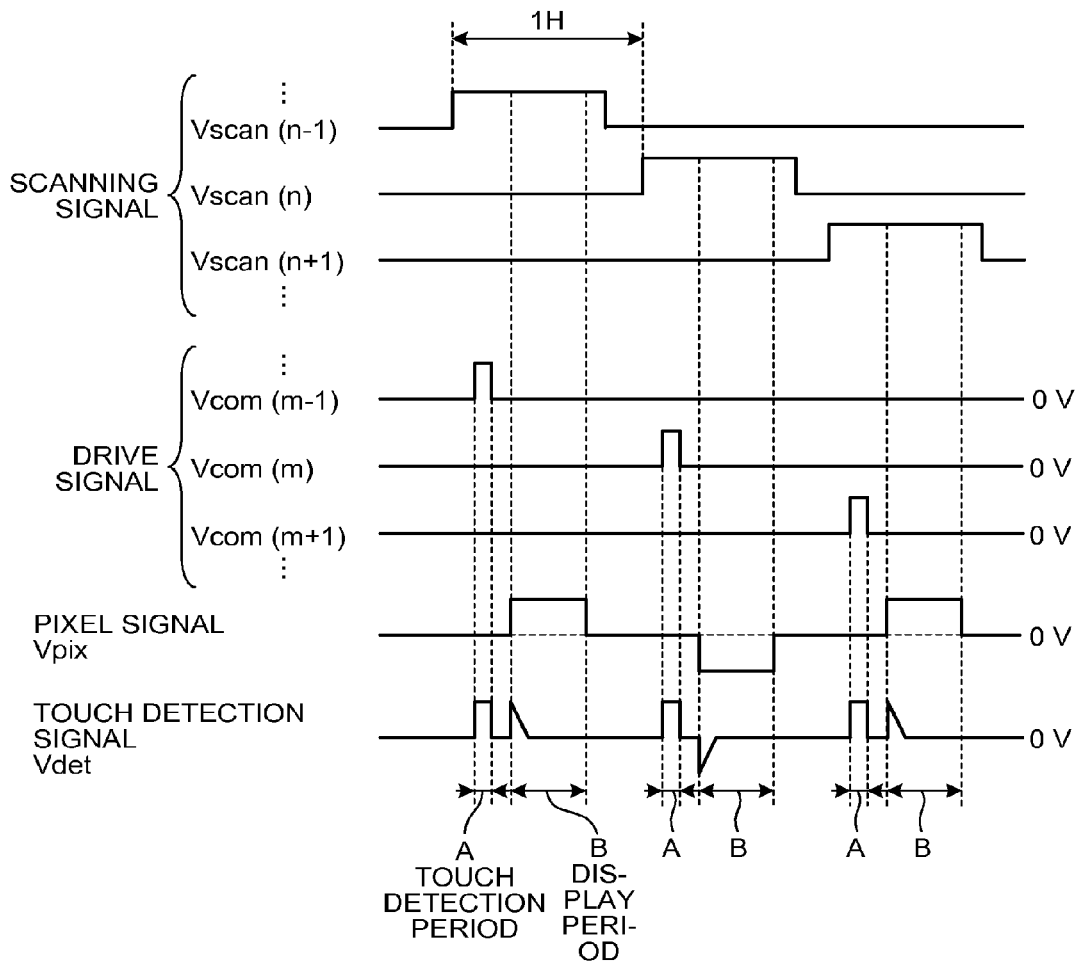 1H
⋮
Vscan (n-1)
SCANNING
SIGNAL
Vscan (n)
Vscan (n+1)
⋮
⋮
Vcom (m-1)
0 V
DRIVE
SIGNAL
Vcom (m)
0 V
Vcom (m+1)
0 V
⋮
PIXEL SIGNAL
Vpix
0 V
TOUCH DETECTION
SIGNAL
Vdet
0 V
A
TOUCH
DETECTION
PERIOD
B
DIS-
PLAY
PERI-
OD
A
B
A
B